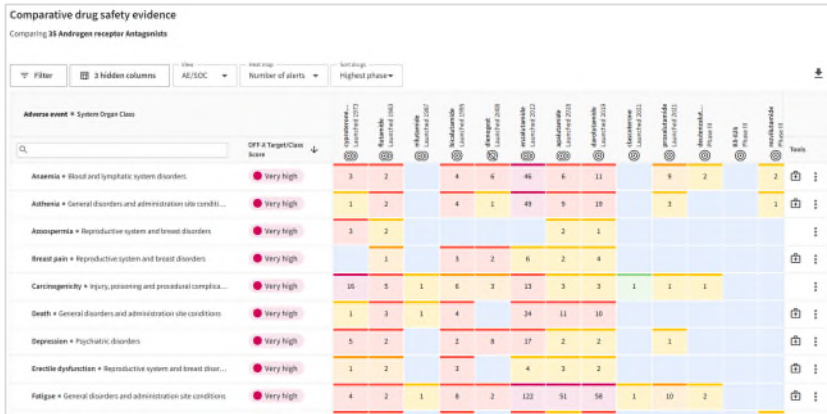 Comparative drug safety evidence
Comparing 35 Androgen receptor Antagonists
View
Heat map
Sort drugs
Filter
3 hidden columns
AE/SOC
Number of alerts
Highest phase
Adverse event • System Organ Class
OFF-X Target/Class Score
cyproterone... Launched 1973
flutamide Launched 1983
nilutamide Launched 1987
bicalutamide Launched 1995
dienogest
enzalutamide Launched 2012
apalutamide Launched 2018
darolutamide Launched 2019
clascoterone Launched 2021
proxalutamide Launched 2021
Phase III
Phase III
rezvilutamide Phase III
Tools
Anaemia • Blood and lymphatic system disorders Very high 3 2 4 6 46 6 11 9 2 2
Asthenia • General disorders and administration site conditi... Very high 1 2 4 1 49 9 19 3 1
Azoospermia • Reproductive system and breast disorders Very high 3 2 2 1
Breast pain • Reproductive system and breast disorders Very high 1 3 2 6 2 4
Carcinogenicity • Injury, poisoning and procedural complica... Very high 16 5 1 6 3 13 3 3 1 1 1
Death • General disorders and administration site conditions Very high 1 3 1 4 24 11 10
Depression • Psychiatric disorders Very high 5 2 2 8 17 2 2 1
Erectile dysfunction • Reproductive system and breast disor... Very high 1 2 3 4 3 2
Fatigue • General disorders and administration site conditions Very high 4 2 1 8 2 122 51 58 1 10 2